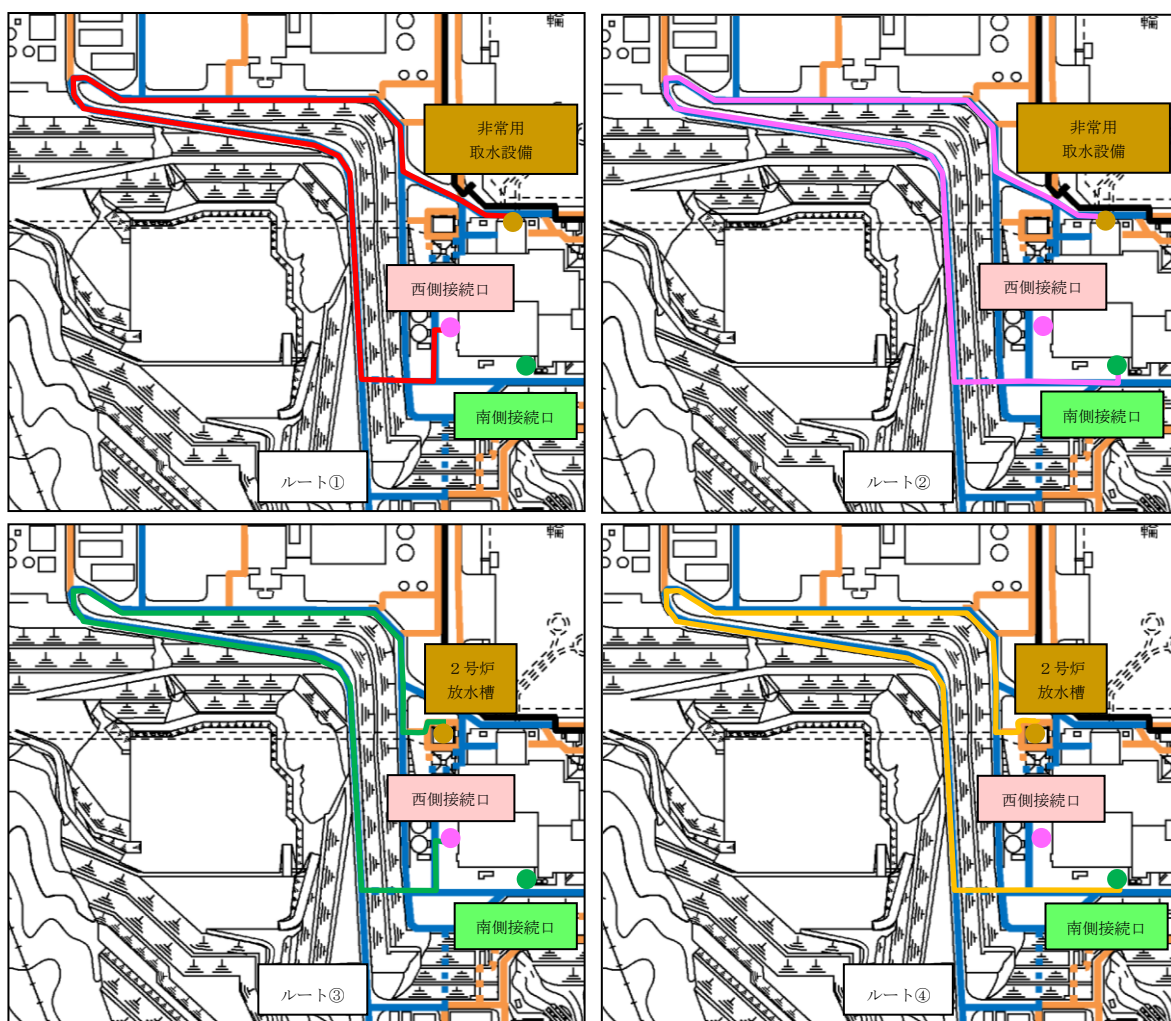 輪
非常用
取水設備
西側接続口
南側接続口
ルート①
非常用
取水設備
西側接続口
南側接続口
ルート②
輪
２号炉
放水槽
西側接続口
南側接続口
ルート③
輪
２号炉
放水槽
西側接続口
南側接続口
ルート④